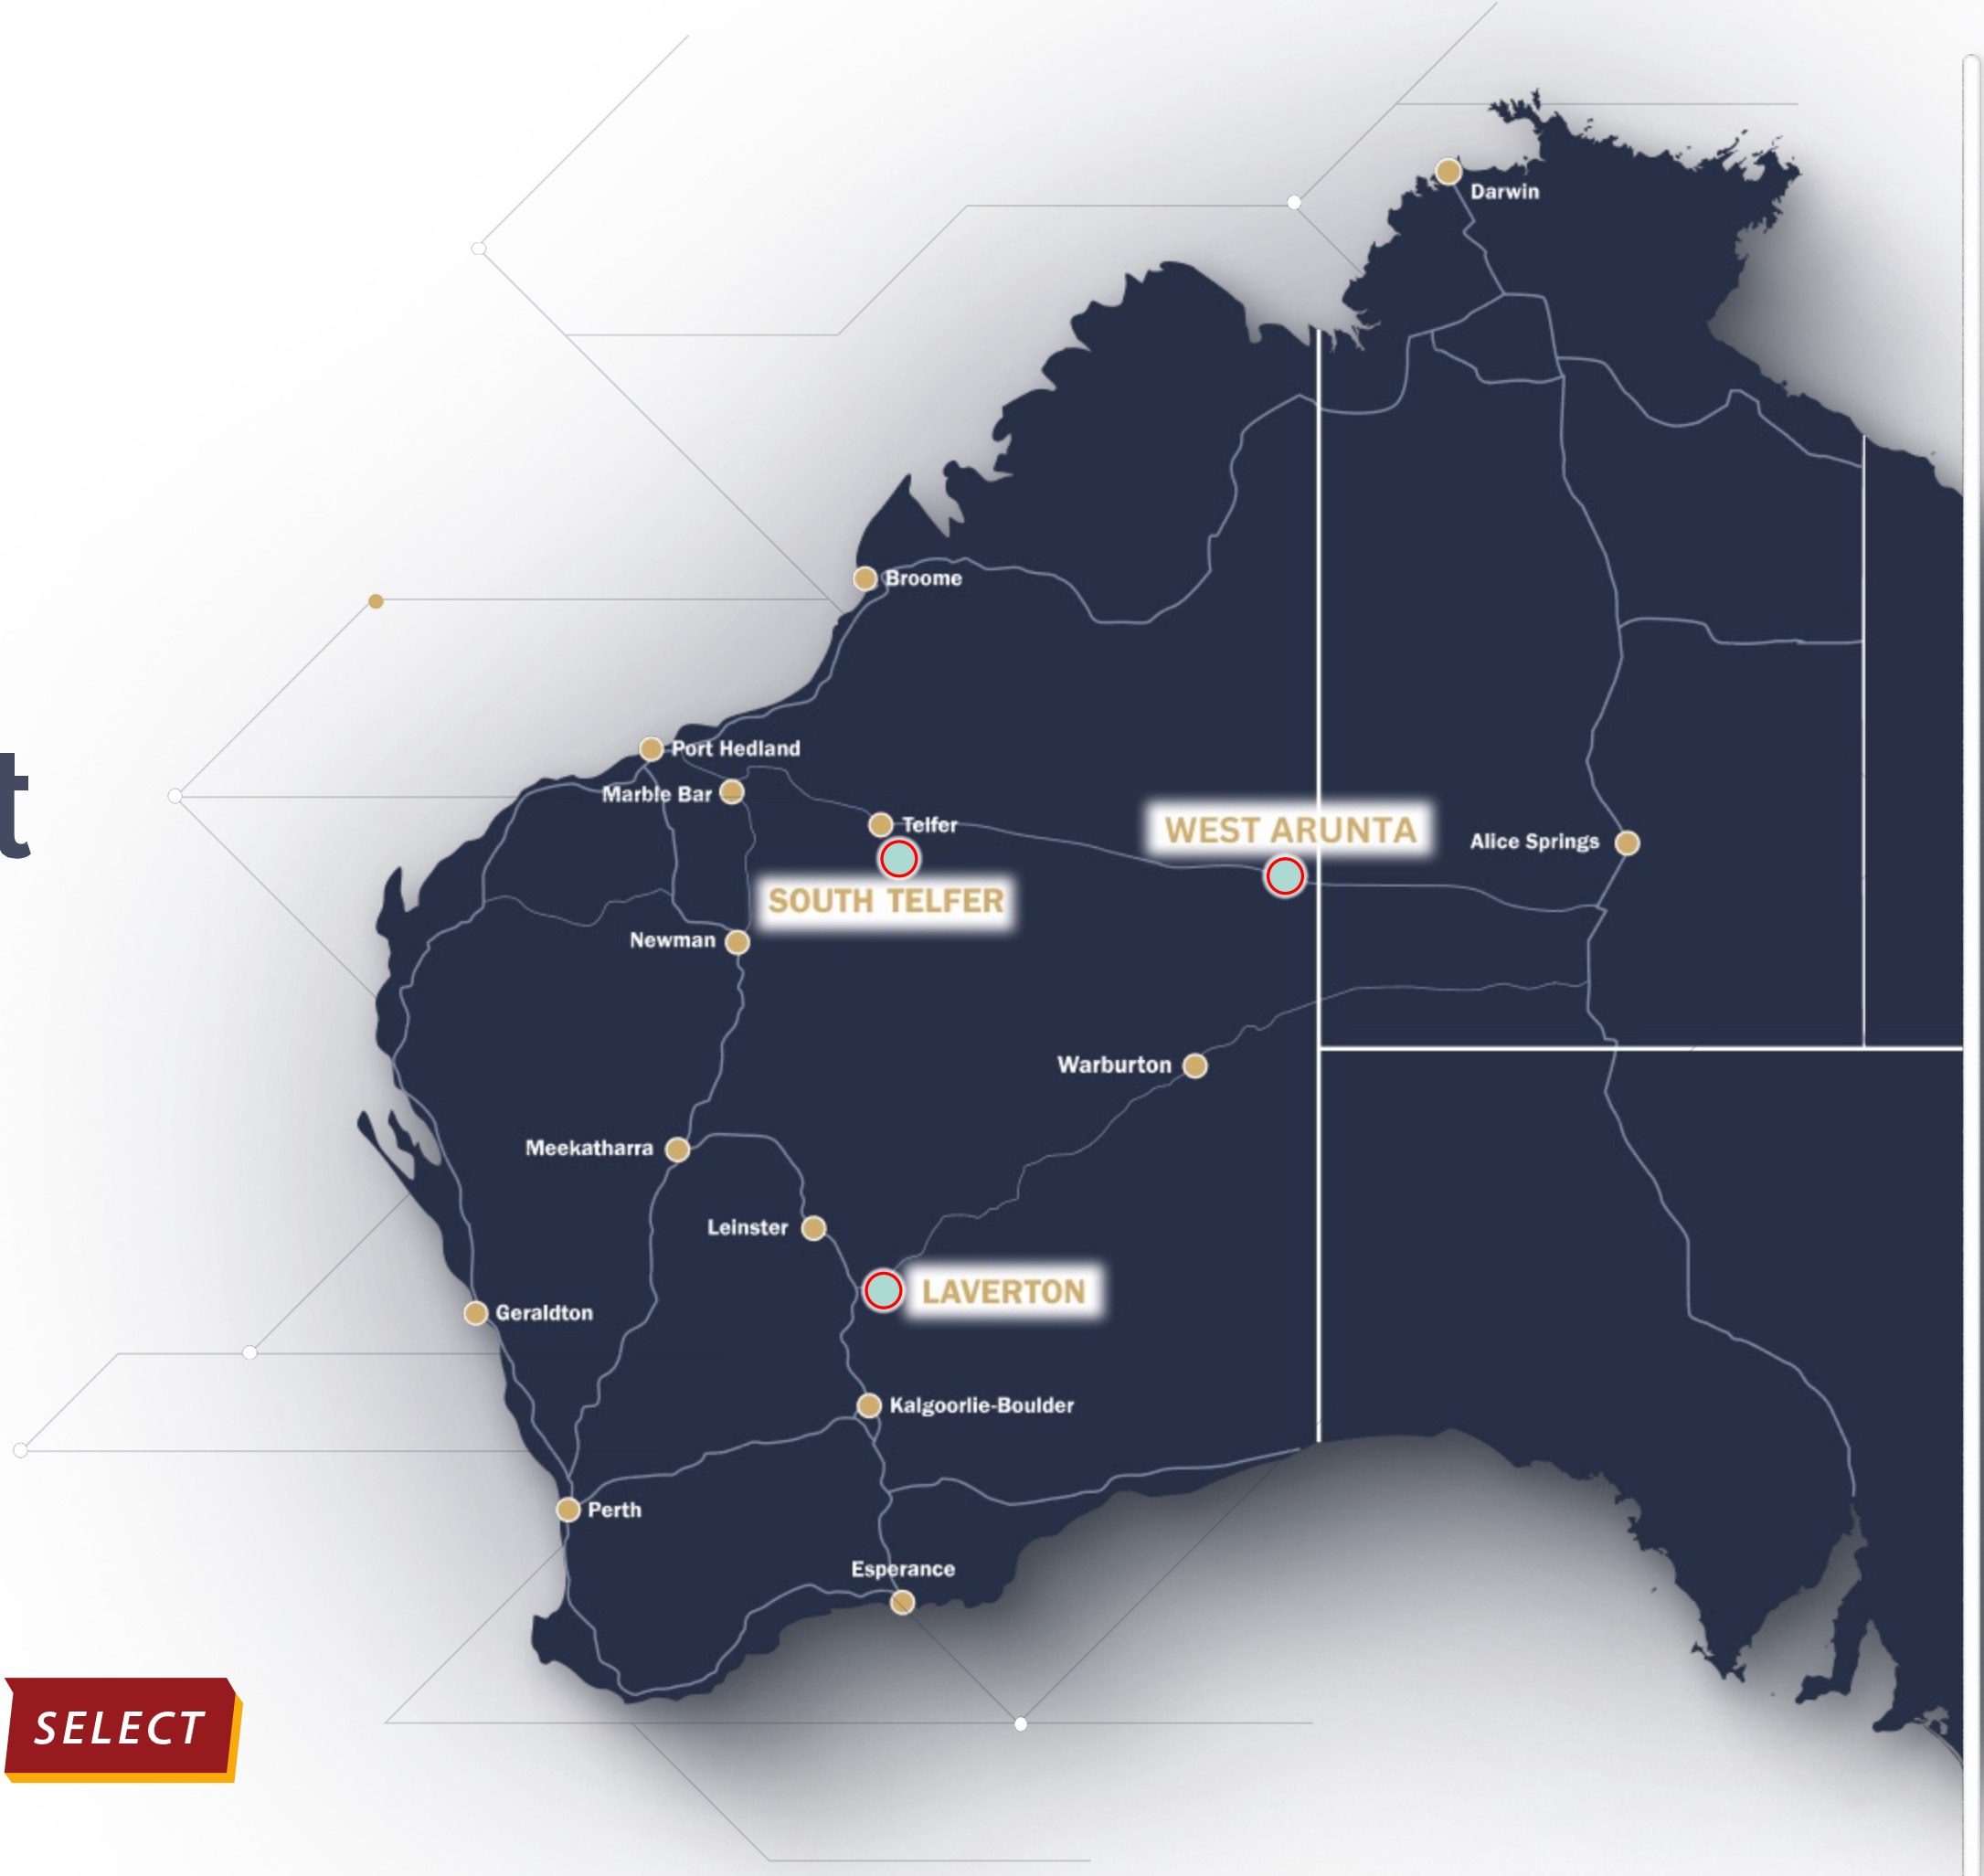 Darwin
Broome
t
Port Hedland
Marble Bar
Telfer
WEST ARUNTA
Alice Springs
SOUTH TELFER
Newman
Warburton
Meekatharra
Leinster
LAVERTON
Geraldton
Kalgoorlie-Boulder
Perth
Esperance
SELECT